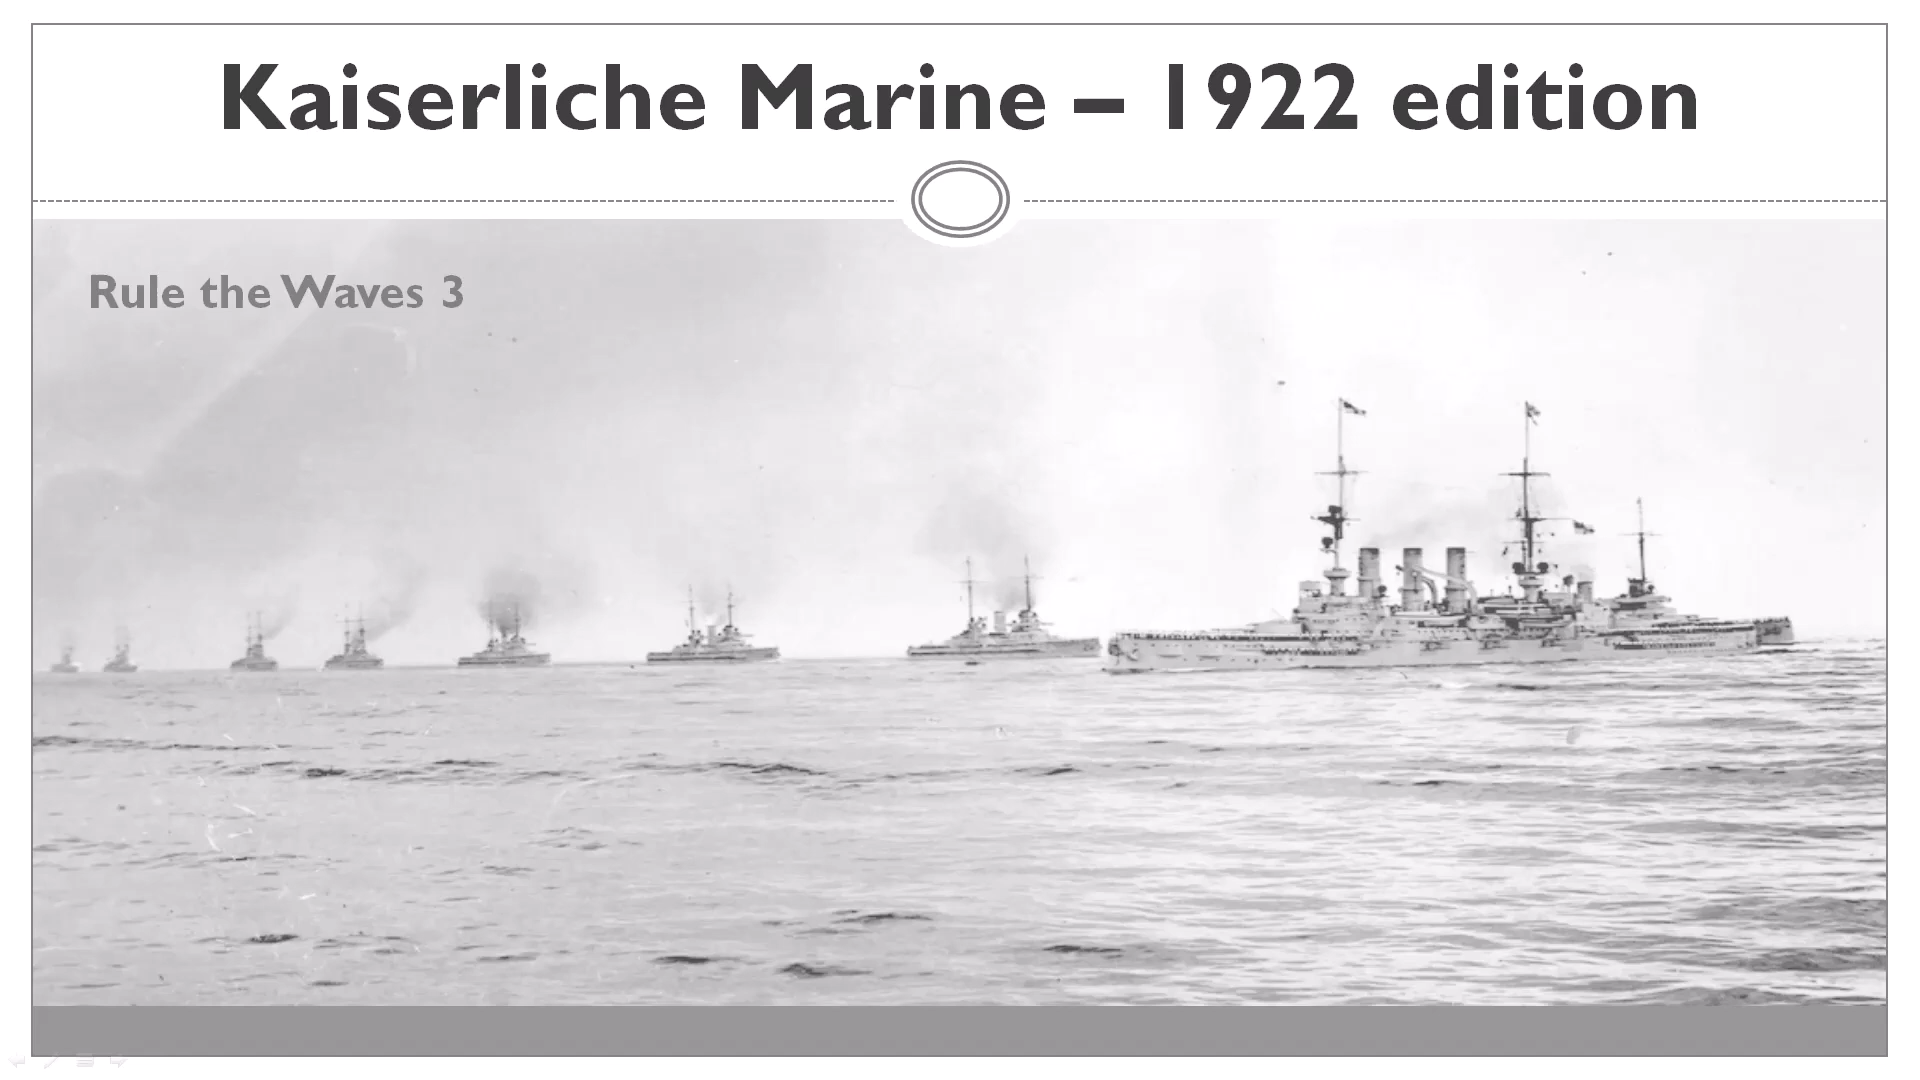 Kaiserliche Marine – 1922 edition
Rule the Waves 3